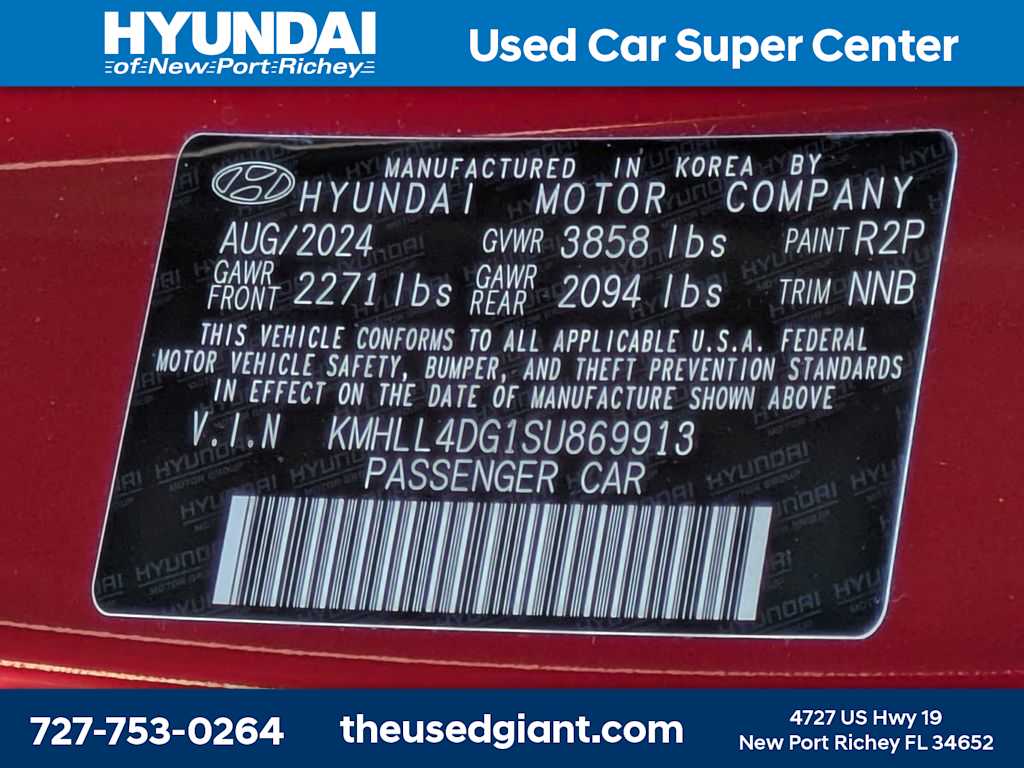 HYUNDAI
of New Port Richey
Used Car Super Center
MANUFACTURED IN KOREA BY
HYUNDAI MOTOR COMPANY
AUG/2024 GVWR 3858 lbs PAINT R2P
GAWR FRONT 2271 lbs GAWR REAR 2094 lbs TRIM NNB
THIS VEHICLE CONFORMS TO ALL APPLICABLE U.S.A. FEDERAL
MOTOR VEHICLE SAFETY, BUMPER, AND THEFT PREVENTION STANDARDS
IN EFFECT ON THE DATE OF MANUFACTURE SHOWN ABOVE
V.I.N KMHLL4DG1SU869913
PASSENGER CAR
HYUNDAI
MOTOR GROUP
727-753-0264
theusedgiant.com
4727 US Hwy 19
New Port Richey FL 34652